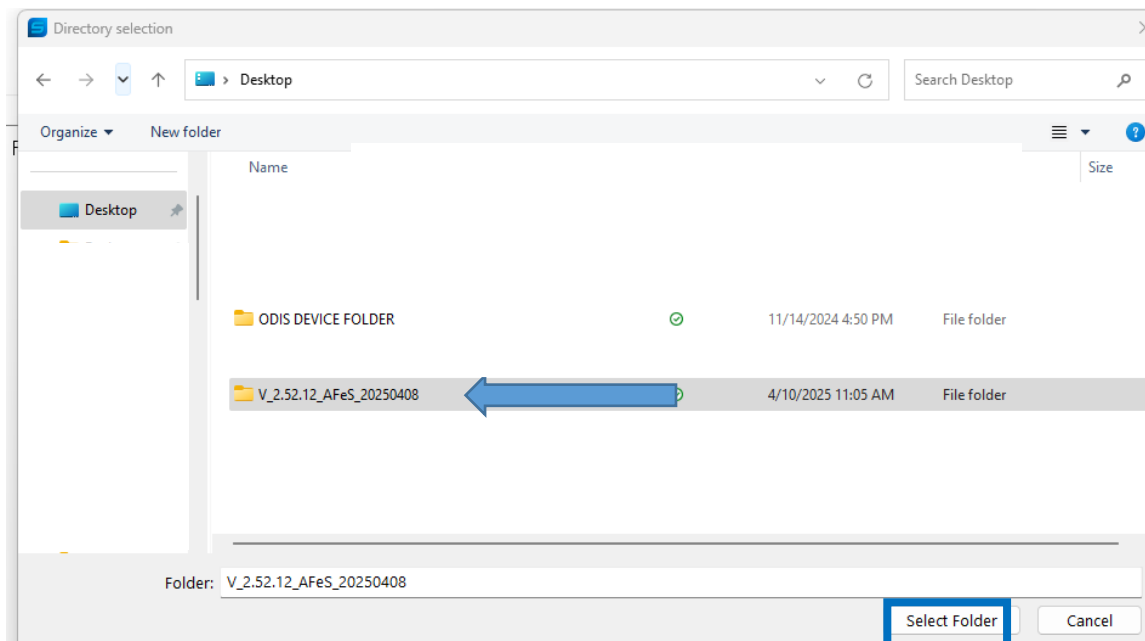 Directory selection
Desktop
Search Desktop
Organize
New folder
Name
Size
Desktop
ODIS DEVICE FOLDER
11/14/2024 4:50 PM
File folder
V_2.52.12_AFeS_20250408
4/10/2025 11:05 AM
File folder
Folder:
V_2.52.12_AFeS_20250408
Select Folder
Cancel